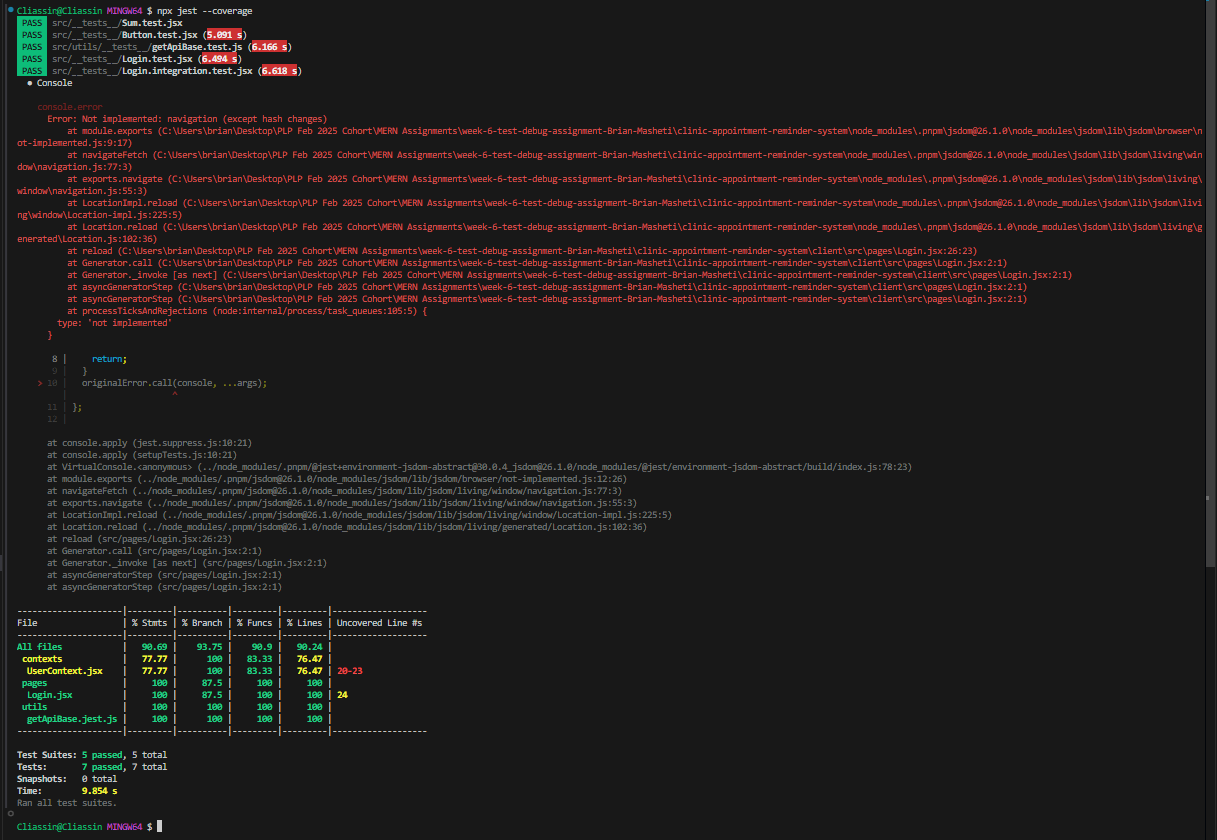 Cliassin@Cliassin MINGW64 $ npx jest --coverage
PASS src/__tests__/Sum.test.jsx
PASS src/__tests__/Button.test.jsx (5.091 s)
PASS src/utils/__tests__/getApiBase.test.js (6.166 s)
PASS src/__tests__/Login.test.jsx (6.494 s)
PASS src/__tests__/Login.integration.test.jsx (6.618 s)
● Console
console.error
Error: Not implemented: navigation (except hash changes)
at module.exports (C:\Users\brian\Desktop\PLP Feb 2025 Cohort\MERN Assignments\week-6-test-debug-assignment-Brian-Masheti\clinic-appointment-reminder-system\node_modules\.pnpm\jsdom@26.1.0\node_modules\jsdom\lib\jsdom\browser\n
ot-implemented.js:9:17)
at navigateFetch (C:\Users\brian\Desktop\PLP Feb 2025 Cohort\MERN Assignments\week-6-test-debug-assignment-Brian-Masheti\clinic-appointment-reminder-system\node_modules\.pnpm\jsdom@26.1.0\node_modules\jsdom\lib\jsdom\living\win
dow\navigation.js:77:3)
at exports.navigate (C:\Users\brian\Desktop\PLP Feb 2025 Cohort\MERN Assignments\week-6-test-debug-assignment-Brian-Masheti\clinic-appointment-reminder-system\node_modules\.pnpm\jsdom@26.1.0\node_modules\jsdom\lib\jsdom\living\
window\navigation.js:55:3)
at LocationImpl.reload (C:\Users\brian\Desktop\PLP Feb 2025 Cohort\MERN Assignments\week-6-test-debug-assignment-Brian-Masheti\clinic-appointment-reminder-system\node_modules\.pnpm\jsdom@26.1.0\node_modules\jsdom\lib\jsdom\livi
ng\window\Location-impl.js:225:5)
at Location.reload (C:\Users\brian\Desktop\PLP Feb 2025 Cohort\MERN Assignments\week-6-test-debug-assignment-Brian-Masheti\clinic-appointment-reminder-system\node_modules\.pnpm\jsdom@26.1.0\node_modules\jsdom\lib\jsdom\living\g
enerated\Location.js:102:36)
at reload (C:\Users\brian\Desktop\PLP Feb 2025 Cohort\MERN Assignments\week-6-test-debug-assignment-Brian-Masheti\clinic-appointment-reminder-system\client\src\pages\Login.jsx:26:23)
at Generator.call (C:\Users\brian\Desktop\PLP Feb 2025 Cohort\MERN Assignments\week-6-test-debug-assignment-Brian-Masheti\clinic-appointment-reminder-system\client\src\pages\Login.jsx:2:1)
at Generator._invoke [as next] (C:\Users\brian\Desktop\PLP Feb 2025 Cohort\MERN Assignments\week-6-test-debug-assignment-Brian-Masheti\clinic-appointment-reminder-system\client\src\pages\Login.jsx:2:1)
at asyncGeneratorStep (C:\Users\brian\Desktop\PLP Feb 2025 Cohort\MERN Assignments\week-6-test-debug-assignment-Brian-Masheti\clinic-appointment-reminder-system\client\src\pages\Login.jsx:2:1)
at asyncGeneratorStep (C:\Users\brian\Desktop\PLP Feb 2025 Cohort\MERN Assignments\week-6-test-debug-assignment-Brian-Masheti\clinic-appointment-reminder-system\client\src\pages\Login.jsx:2:1)
at processTicksAndRejections (node:internal/process/task_queues:105:5) {
type: 'not implemented'
}
8 | return;
9 | }
> 10 | originalError.call(console, ...args);
| ^
11 | };
12 |
at console.apply (jest.suppress.js:10:21)
at console.apply (setupTests.js:10:21)
at VirtualConsole.<anonymous> (../node_modules/.pnpm/@jest+environment-jsdom-abstract@30.0.4_jsdom@26.1.0/node_modules/@jest/environment-jsdom-abstract/build/index.js:78:23)
at module.exports (../node_modules/.pnpm/jsdom@26.1.0/node_modules/jsdom/lib/jsdom/browser/not-implemented.js:12:26)
at navigateFetch (../node_modules/.pnpm/jsdom@26.1.0/node_modules/jsdom/lib/jsdom/living/window/navigation.js:77:3)
at exports.navigate (../node_modules/.pnpm/jsdom@26.1.0/node_modules/jsdom/lib/jsdom/living/window/navigation.js:55:3)
at LocationImpl.reload (../node_modules/.pnpm/jsdom@26.1.0/node_modules/jsdom/lib/jsdom/living/window/Location-impl.js:225:5)
at Location.reload (../node_modules/.pnpm/jsdom@26.1.0/node_modules/jsdom/lib/jsdom/living/generated/Location.js:102:36)
at reload (src/pages/Login.jsx:26:23)
at Generator.call (src/pages/Login.jsx:2:1)
at Generator._invoke [as next] (src/pages/Login.jsx:2:1)
at asyncGeneratorStep (src/pages/Login.jsx:2:1)
at asyncGeneratorStep (src/pages/Login.jsx:2:1)
---------------------|---------|----------|---------|---------|-------------------
File | % Stmts | % Branch | % Funcs | % Lines | Uncovered Line #s
---------------------|---------|----------|---------|---------|-------------------
All files | 90.69 | 93.75 | 90.9 | 90.24 |
contexts | 77.77 | 100 | 83.33 | 76.47 |
UserContext.jsx | 77.77 | 100 | 83.33 | 76.47 | 20-23
pages | 100 | 87.5 | 100 | 100 |
Login.jsx | 100 | 87.5 | 100 | 100 | 24
utils | 100 | 100 | 100 | 100 |
getApiBase.jest.js | 100 | 100 | 100 | 100 |
---------------------|---------|----------|---------|---------|-------------------
Test Suites: 5 passed, 5 total
Tests: 7 passed, 7 total
Snapshots: 0 total
Time: 9.854 s
Ran all test suites.
Cliassin@Cliassin MINGW64 $